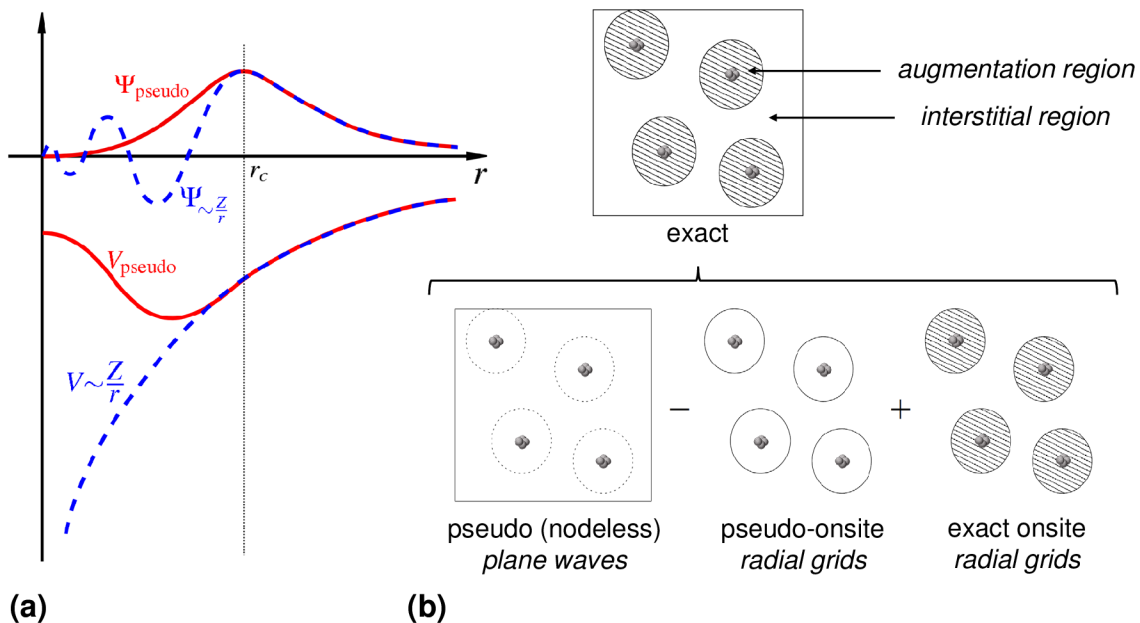 Ψpseudo
Ψ~Z/r
r_c
r
Vpseudo
V~Z/r
(a)
augmentation region
interstitial region
exact
−
+
pseudo (nodeless)
plane waves
pseudo-onsite
radial grids
exact onsite
radial grids
(b)